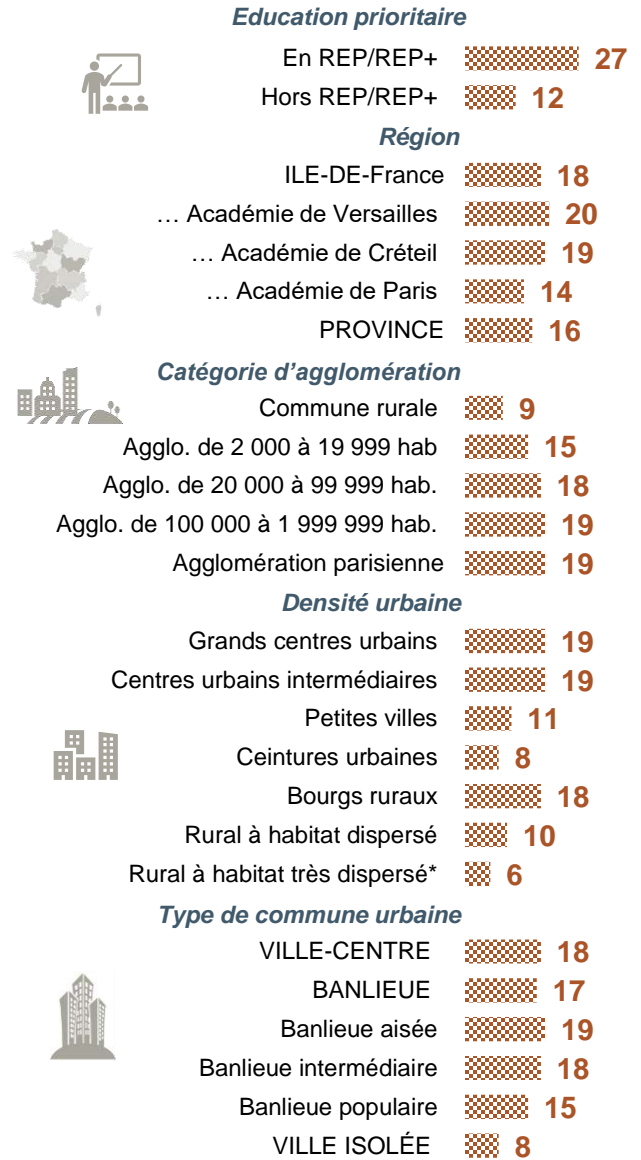 Education prioritaire
En REP/REP+ 27
Hors REP/REP+ 12
Région
ILE-DE-France 18
… Académie de Versailles 20
… Académie de Créteil 19
… Académie de Paris 14
PROVINCE 16
Catégorie d’agglomération
Commune rurale 9
Agglo. de 2 000 à 19 999 hab 15
Agglo. de 20 000 à 99 999 hab. 18
Agglo. de 100 000 à 1 999 999 hab. 19
Agglomération parisienne 19
Densité urbaine
Grands centres urbains 19
Centres urbains intermédiaires 19
Petites villes 11
Ceintures urbaines 8
Bourgs ruraux 18
Rural à habitat dispersé 10
Rural à habitat très dispersé* 6
Type de commune urbaine
VILLE-CENTRE 18
BANLIEUE 17
Banlieue aisée 19
Banlieue intermédiaire 18
Banlieue populaire 15
VILLE ISOLÉE 8